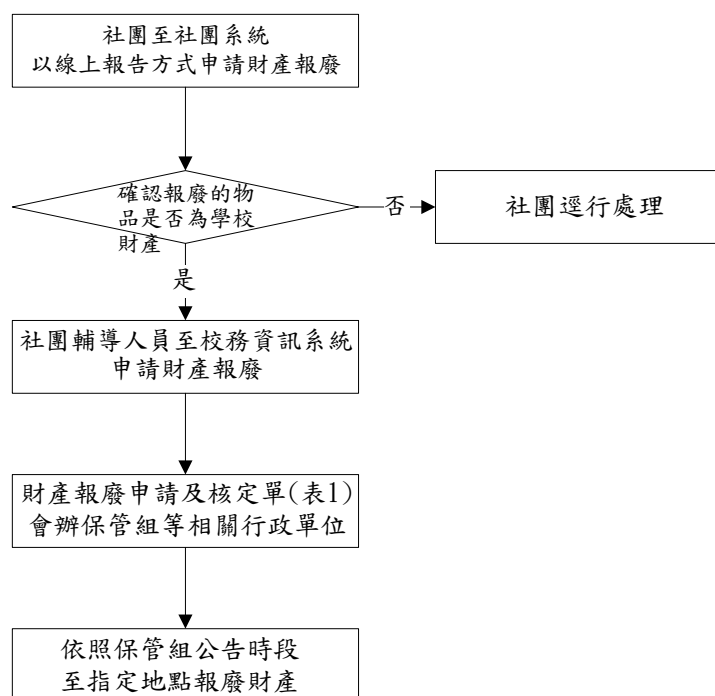 社團至社團系統
以線上報告方式申請財產報廢
確認報廢的物
品是否為學校
財產
否
社團逕行處理
是
社團輔導人員至校務資訊系統
申請財產報廢
財產報廢申請及核定單(表1)
會辦保管組等相關行政單位
依照保管組公告時段
至指定地點報廢財產